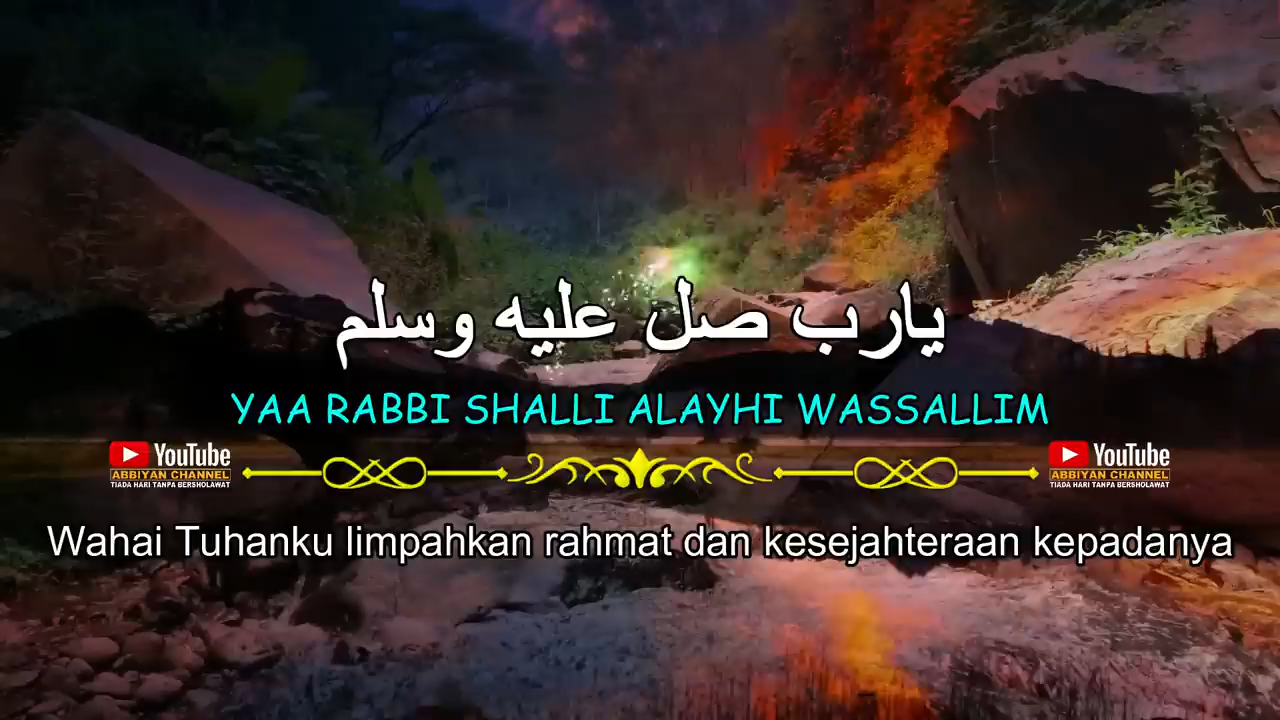 يارب صل عليه وسلم
YAA RABBI SHALLI ALAYHI WASSALLIM
YouTube
ABBIYAN CHANNEL
TIADA HARI TANPA BERSHOLAWAT
YouTube
ABBIYAN CHANNEL
TIADA HARI TANPA BERSHOLAWAT
Wahai Tuhanku limpahkan rahmat dan kesejahteraan kepadanya